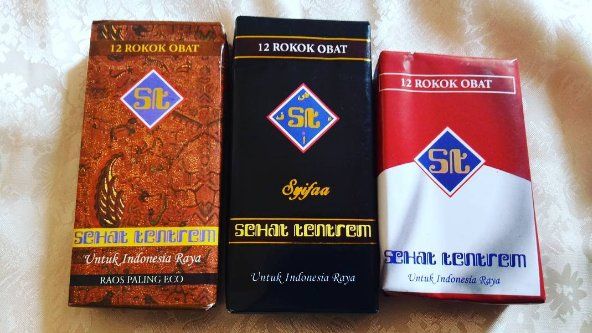 12 ROKOK OBAT
St
SEHAT TENTREM
Untuk Indonesia Raya
RAOS PALING ECO
12 ROKOK OBAT
St
Syifaa
SEHAT TENTREM
Untuk Indonesia Raya
12 ROKOK OBAT
St
SEHAT TENTREM
Untuk Indonesia Raya